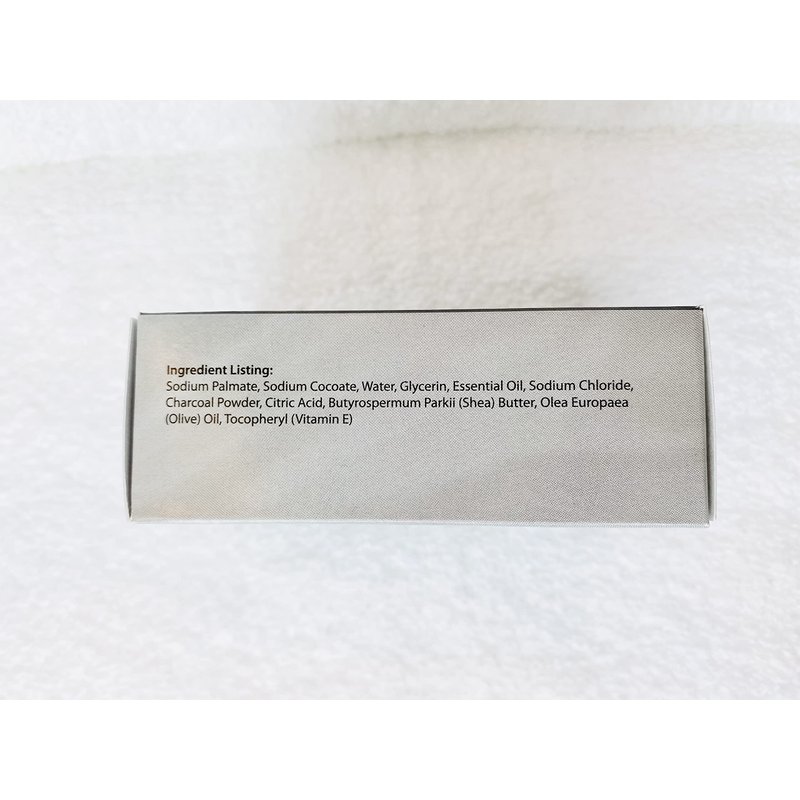 Ingredient Listing:
Sodium Palmate, Sodium Cocoate, Water, Glycerin, Essential Oil, Sodium Chloride,
Charcoal Powder, Citric Acid, Butyrospermum Parkii (Shea) Butter, Olea Europaea
(Olive) Oil, Tocopheryl (Vitamin E)